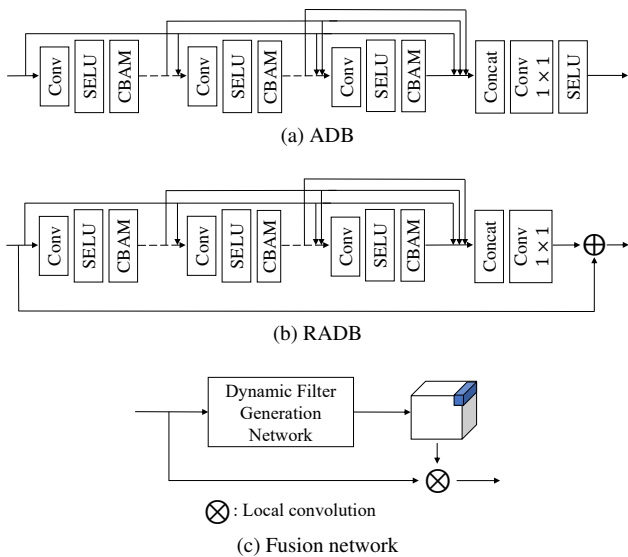 Conv
SELU
CBAM
Conv
SELU
CBAM
Conv
SELU
CBAM
Concat
Conv
1 × 1
SELU
(a) ADB
Conv
SELU
CBAM
Conv
SELU
CBAM
Conv
SELU
CBAM
Concat
Conv
1 × 1
(b) RADB
Dynamic Filter
Generation
Network
: Local convolution
(c) Fusion network